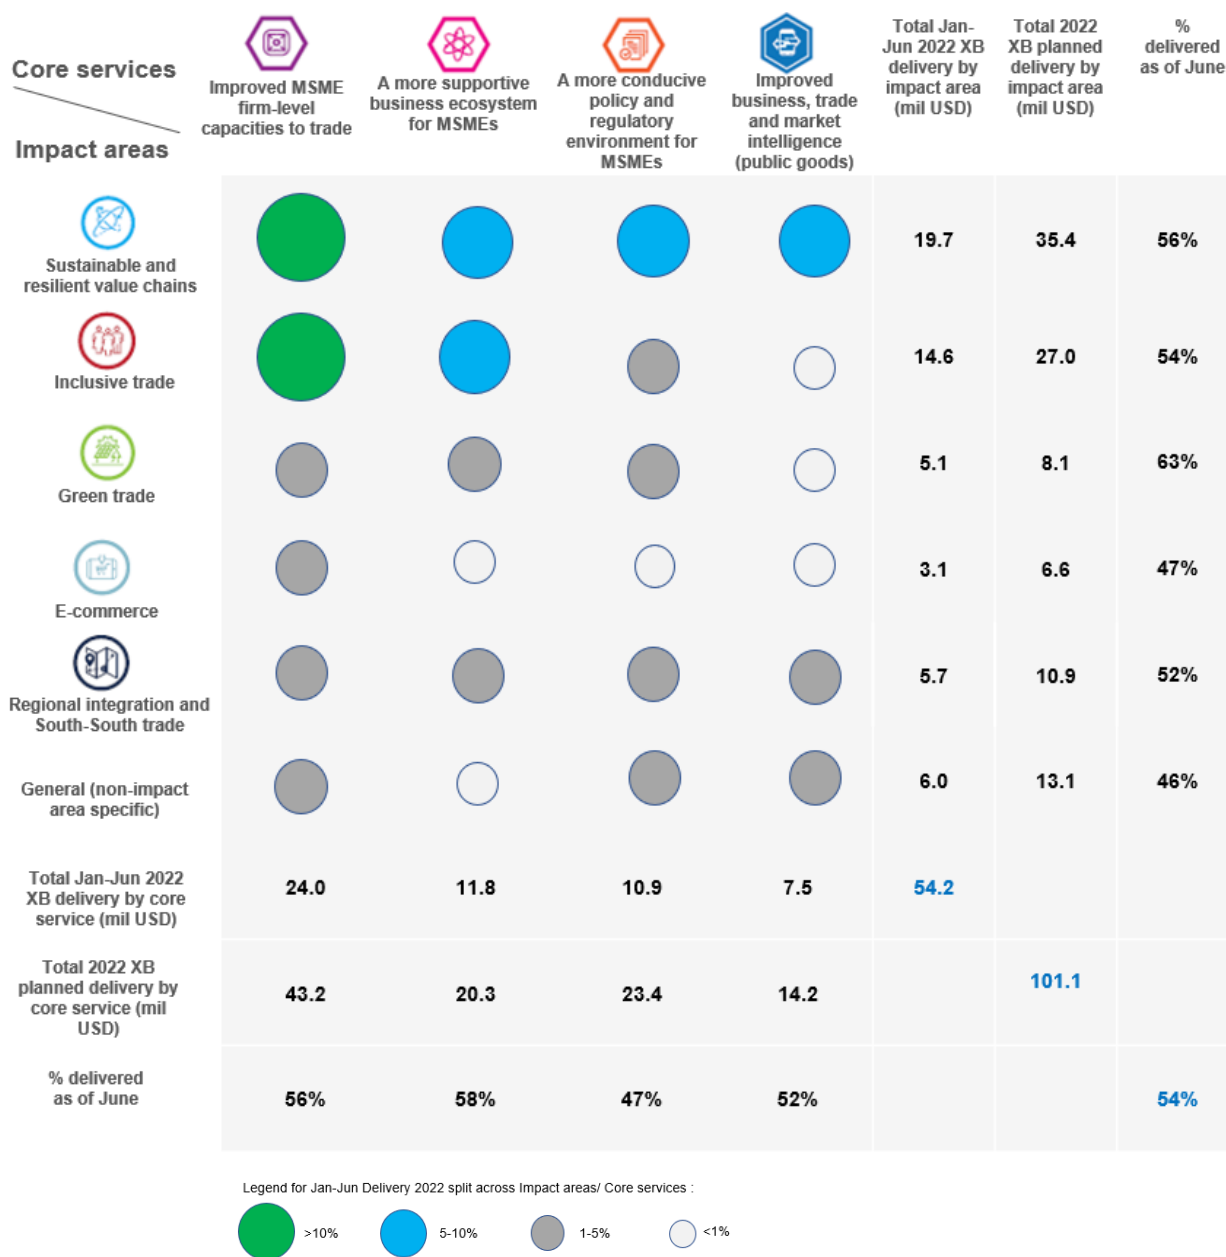 Core services
Impact areas
Improved MSME
firm-level
capacities to trade
A more supportive
business ecosystem
for MSMEs
A more conducive
policy and
regulatory
environment for
MSMEs
Improved
business, trade
and market
intelligence
(public goods)
Total Jan-
Jun 2022 XB
delivery by
impact area
(mil USD)
Total 2022
XB planned
delivery by
impact area
(mil USD)
%
delivered
as of June
Sustainable and
resilient value chains
19.7 35.4 56%
Inclusive trade
14.6 27.0 54%
Green trade
5.1 8.1 63%
E-commerce
3.1 6.6 47%
Regional integration and
South-South trade
5.7 10.9 52%
General (non-impact
area specific)
6.0 13.1 46%
Total Jan-Jun 2022
XB delivery by core
service (mil USD)
24.0 11.8 10.9 7.5 54.2
Total 2022 XB
planned delivery by
core service (mil
USD)
43.2 20.3 23.4 14.2 101.1
% delivered
as of June
56% 58% 47% 52% 54%
Legend for Jan-Jun Delivery 2022 split across Impact areas/ Core services :
>10% 5-10% 1-5% <1%